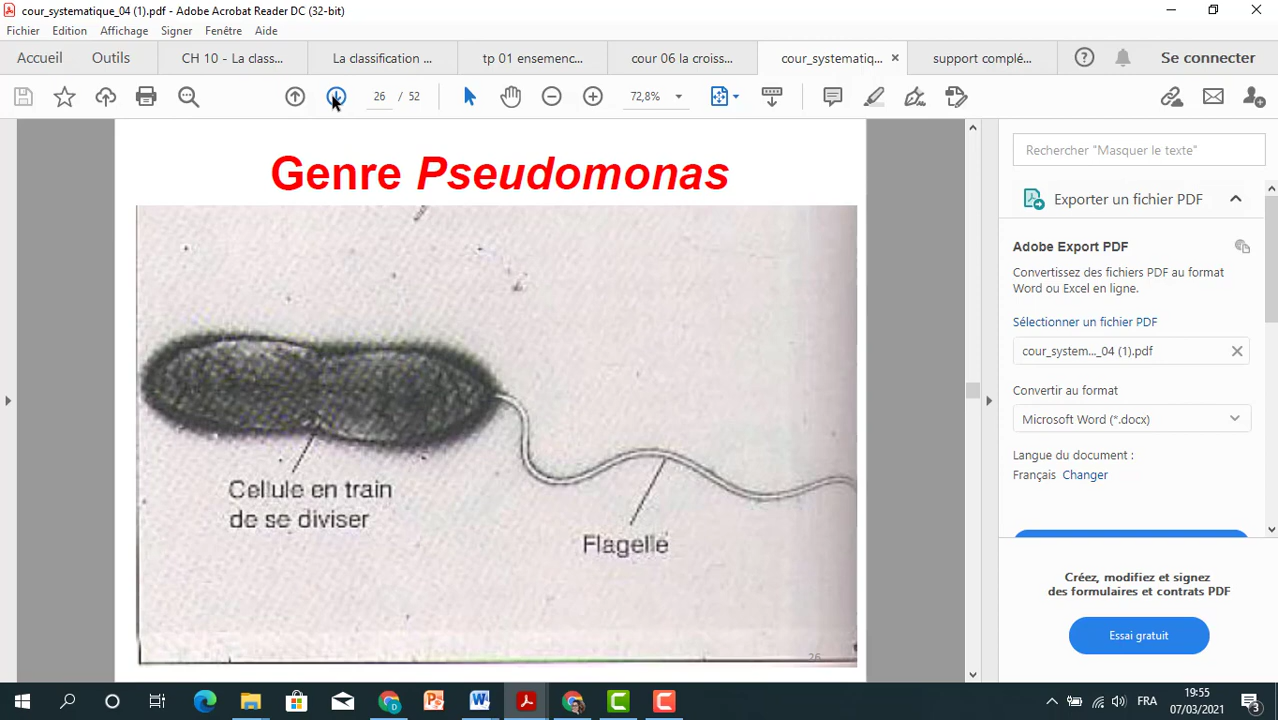 cour_systematique_04 (1).pdf - Adobe Acrobat Reader DC (32-bit)
Fichier Edition Affichage Signer Fenêtre Aide
Accueil Outils CH 10 - La class... La classification ... tp 01 ensemenc... cour 06 la croiss... cour_systematiq... × support complé... ? Se connecter
26 / 52 72,8%
Genre Pseudomonas
Cellule en train
de se diviser
Flagelle
26
Rechercher "Masquer le texte"
Exporter un fichier PDF
Adobe Export PDF
Convertissez des fichiers PDF au format
Word ou Excel en ligne.
Sélectionner un fichier PDF
cour_system..._04 (1).pdf
Convertir au format
Microsoft Word (*.docx)
Langue du document :
Français Changer
Créez, modifiez et signez
des formulaires et contrats PDF
Essai gratuit
FRA
19:55
07/03/2021
3